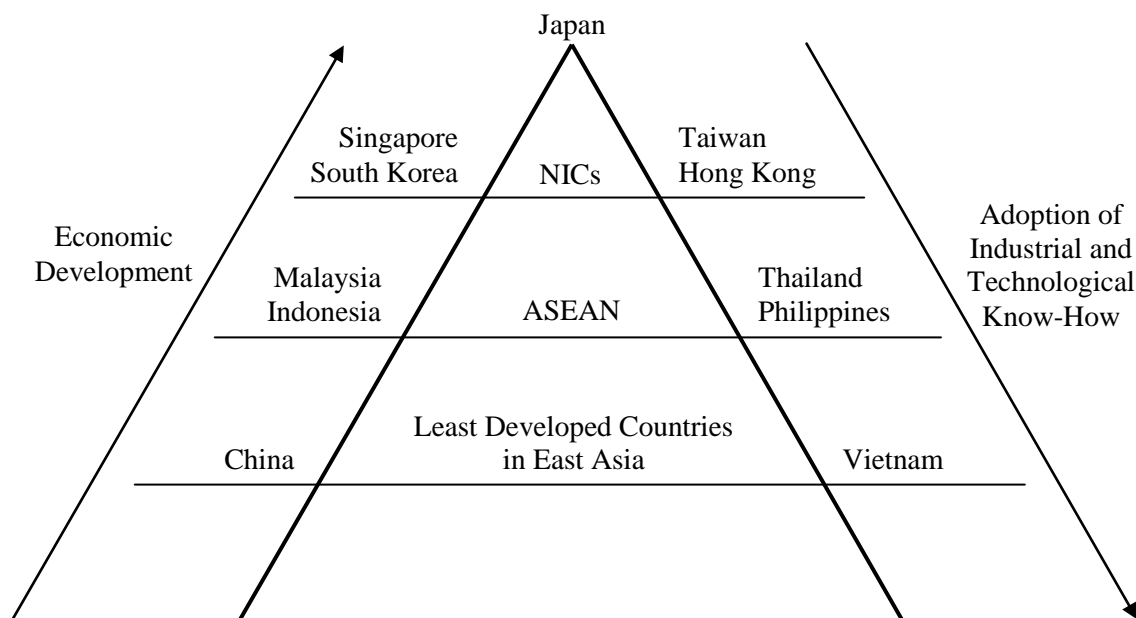 Japan
Singapore
South Korea
NICs
Taiwan
Hong Kong
Economic
Development
Adoption of
Industrial and
Technological
Know-How
Malaysia
Indonesia
ASEAN
Thailand
Philippines
China
Least Developed Countries
in East Asia
Vietnam